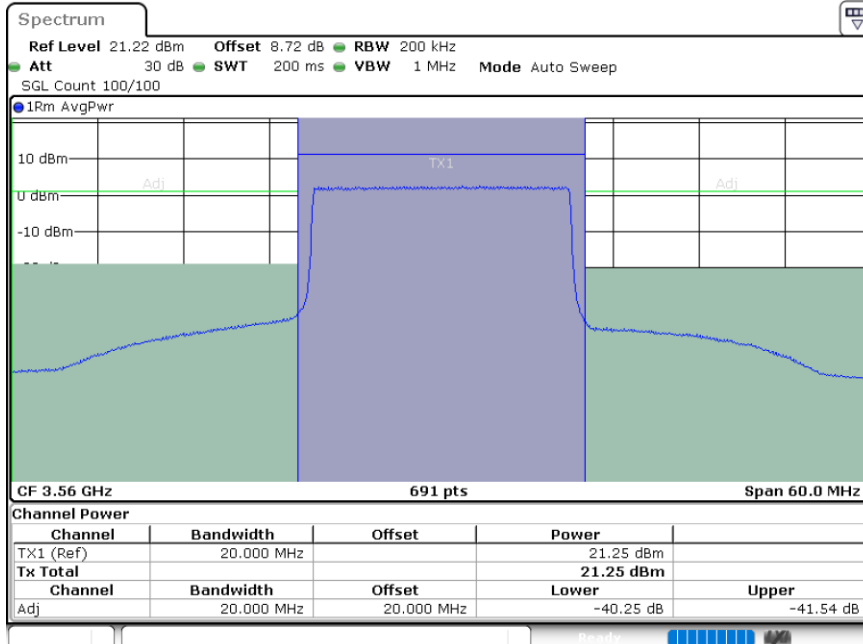 Spectrum
Ref Level 21.22 dBm Offset 8.72 dB RBW 200 kHz
Att 30 dB SWT 200 ms VBW 1 MHz Mode Auto Sweep
SGL Count 100/100
1Rm AvgPwr
10 dBm
TX1
Adj Adj
0 dBm
-10 dBm
CF 3.56 GHz 691 pts Span 60.0 MHz
Channel Power
Channel Bandwidth Offset Power
TX1 (Ref) 20.000 MHz 21.25 dBm
Tx Total 21.25 dBm
Channel Bandwidth Offset Lower Upper
Adj 20.000 MHz 20.000 MHz -40.25 dB -41.54 dB
Ready